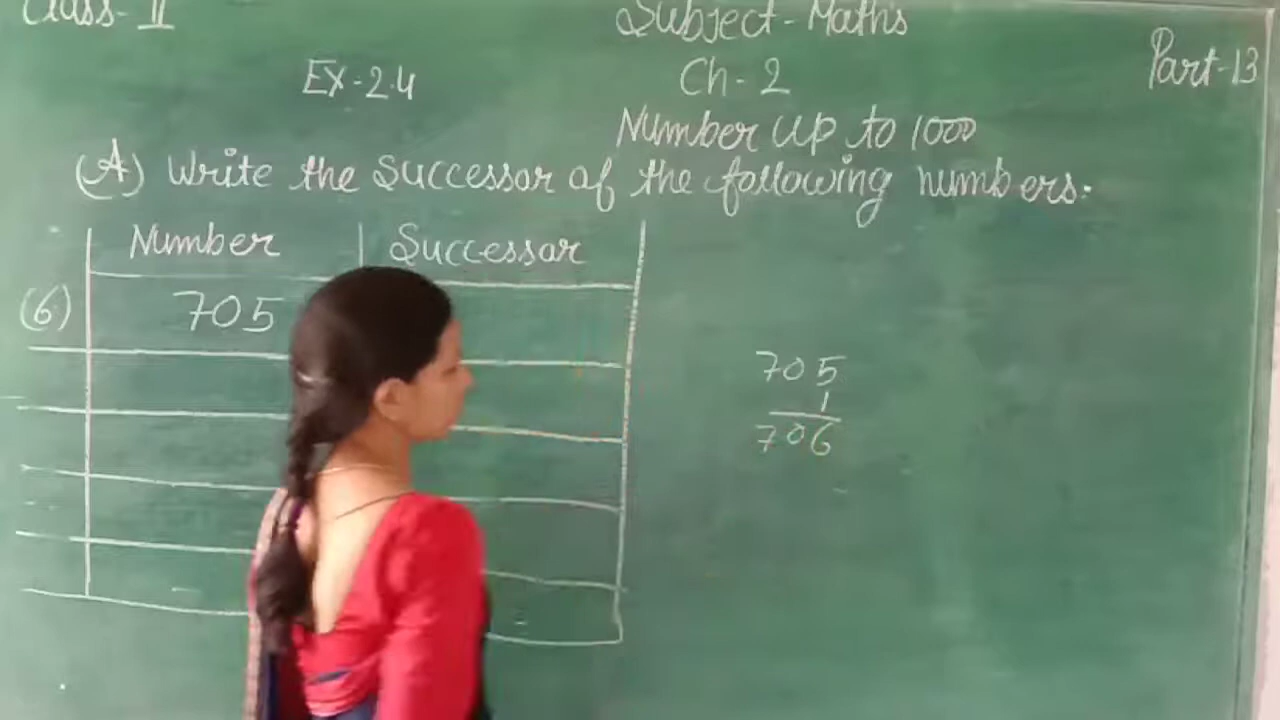 Class-II
Subject-Maths
Part-13
Ex-2.4
Ch-2
Number up to 1000
(A) Write the Successor of the following numbers.
Number Successor
(6) 705
705
1
706